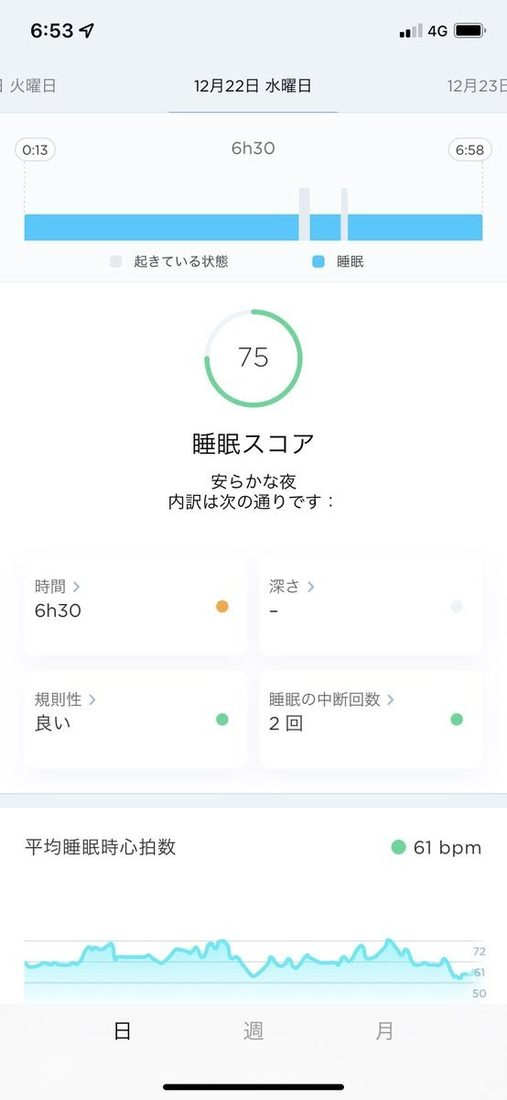 6:53
4G
日 火曜日
12月22日 水曜日
12月23日
0:13
6h30
6:58
起きている状態
睡眠
75
睡眠スコア
安らかな夜
内訳は次の通りです：
時間
6h30
深さ
–
規則性
良い
睡眠の中断回数
2 回
平均睡眠時心拍数
61 bpm
72
61
50
日
週
月